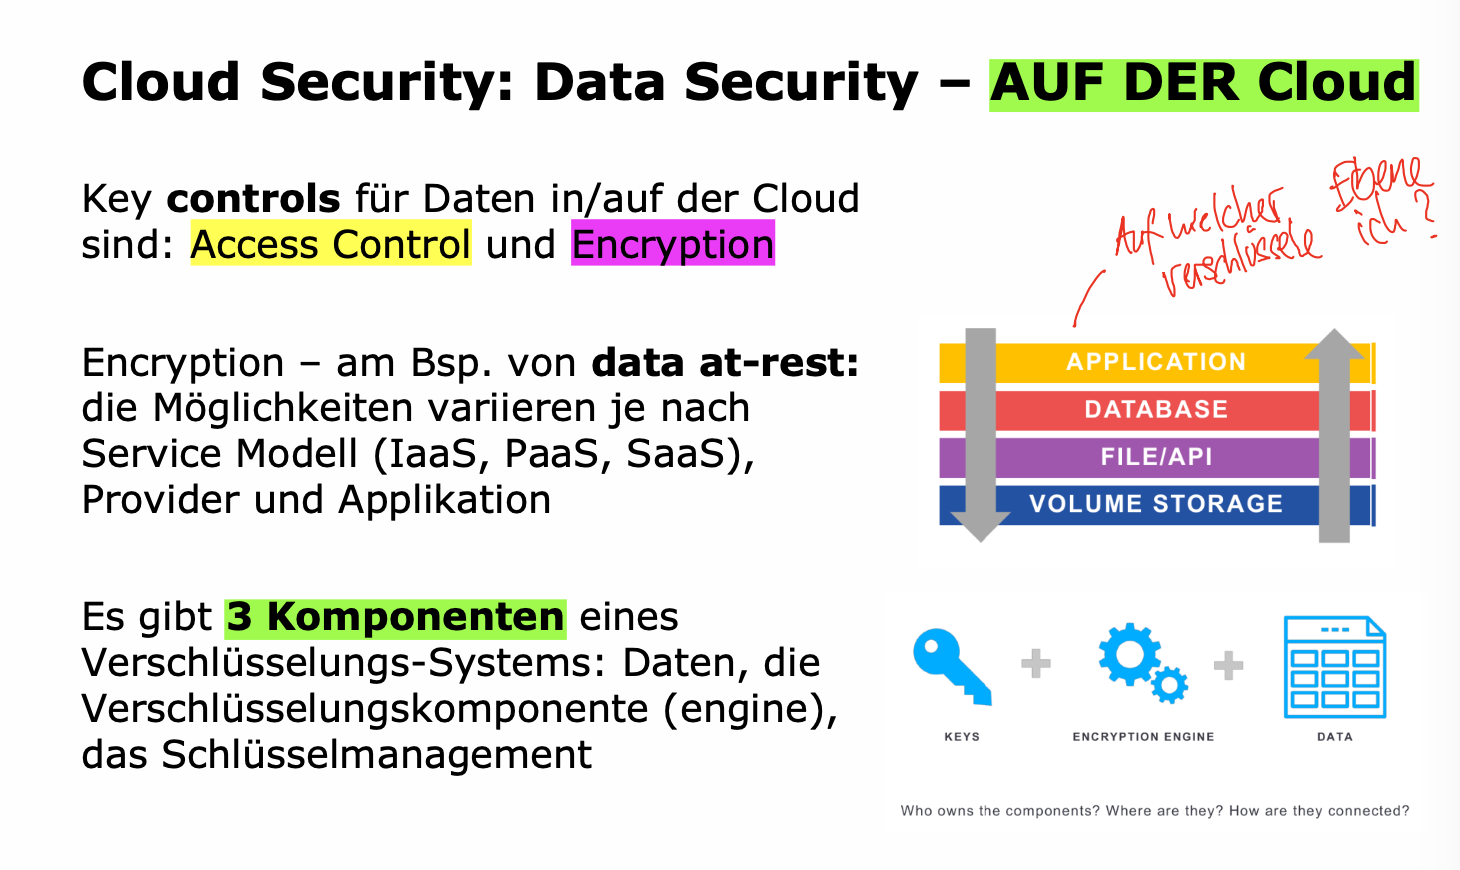 Cloud Security: Data Security – AUF DER Cloud
Key controls für Daten in/auf der Cloud
sind: Access Control und Encryption
Auf welcher Ebene
verschlüssele ich?
Encryption – am Bsp. von data at-rest:
die Möglichkeiten variieren je nach
Service Modell (IaaS, PaaS, SaaS),
Provider und Applikation
APPLICATION
DATABASE
FILE/API
VOLUME STORAGE
Es gibt 3 Komponenten eines
Verschlüsselungs-Systems: Daten, die
Verschlüsselungskomponente (engine),
das Schlüsselmanagement
KEYS
ENCRYPTION ENGINE
DATA
Who owns the components? Where are they? How are they connected?